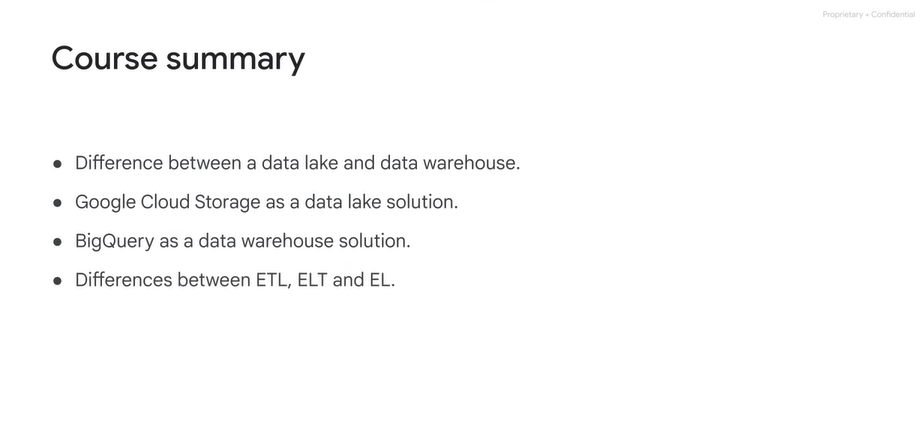 Proprietary + Confidential
Course summary
● Difference between a data lake and data warehouse.
● Google Cloud Storage as a data lake solution.
● BigQuery as a data warehouse solution.
● Differences between ETL, ELT and EL.